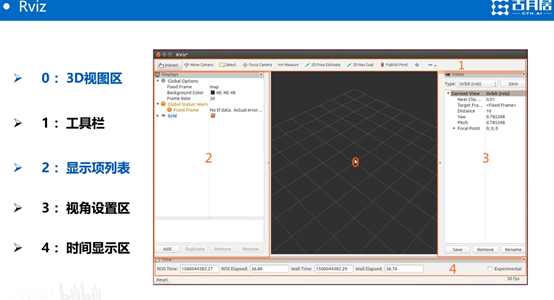 Rviz
古月居
GYH.AI
0：3D视图区
1：工具栏
2：显示项列表
3：视角设置区
4：时间显示区
RViz*
Interact Move Camera Select Focus Camera Measure 2D Pose Estimate 2D Nav Goal Publish Point
1
Displays
Global Options
Fixed Frame map
Background Color 48; 48; 48
Frame Rate 30
Global Status: Warn
Fixed Frame No tf data. Actual error...
Grid
2
Add Duplicate Remove Rename
0
Views
Type: Orbit (rviz) Zero
Current View Orbit (rviz)
Near Clip ... 0.01
Target Fra... <Fixed Frame>
Distance 10
Yaw 0.785398
Pitch 0.785398
Focal Point 0; 0; 0
3
Save Remove Rename
Time
ROS Time: 1500044382.27 ROS Elapsed: 36.80 Wall Time: 1500044382.29 Wall Elapsed: 36.76 Experimental
4
Reset 30 fps
bilibili